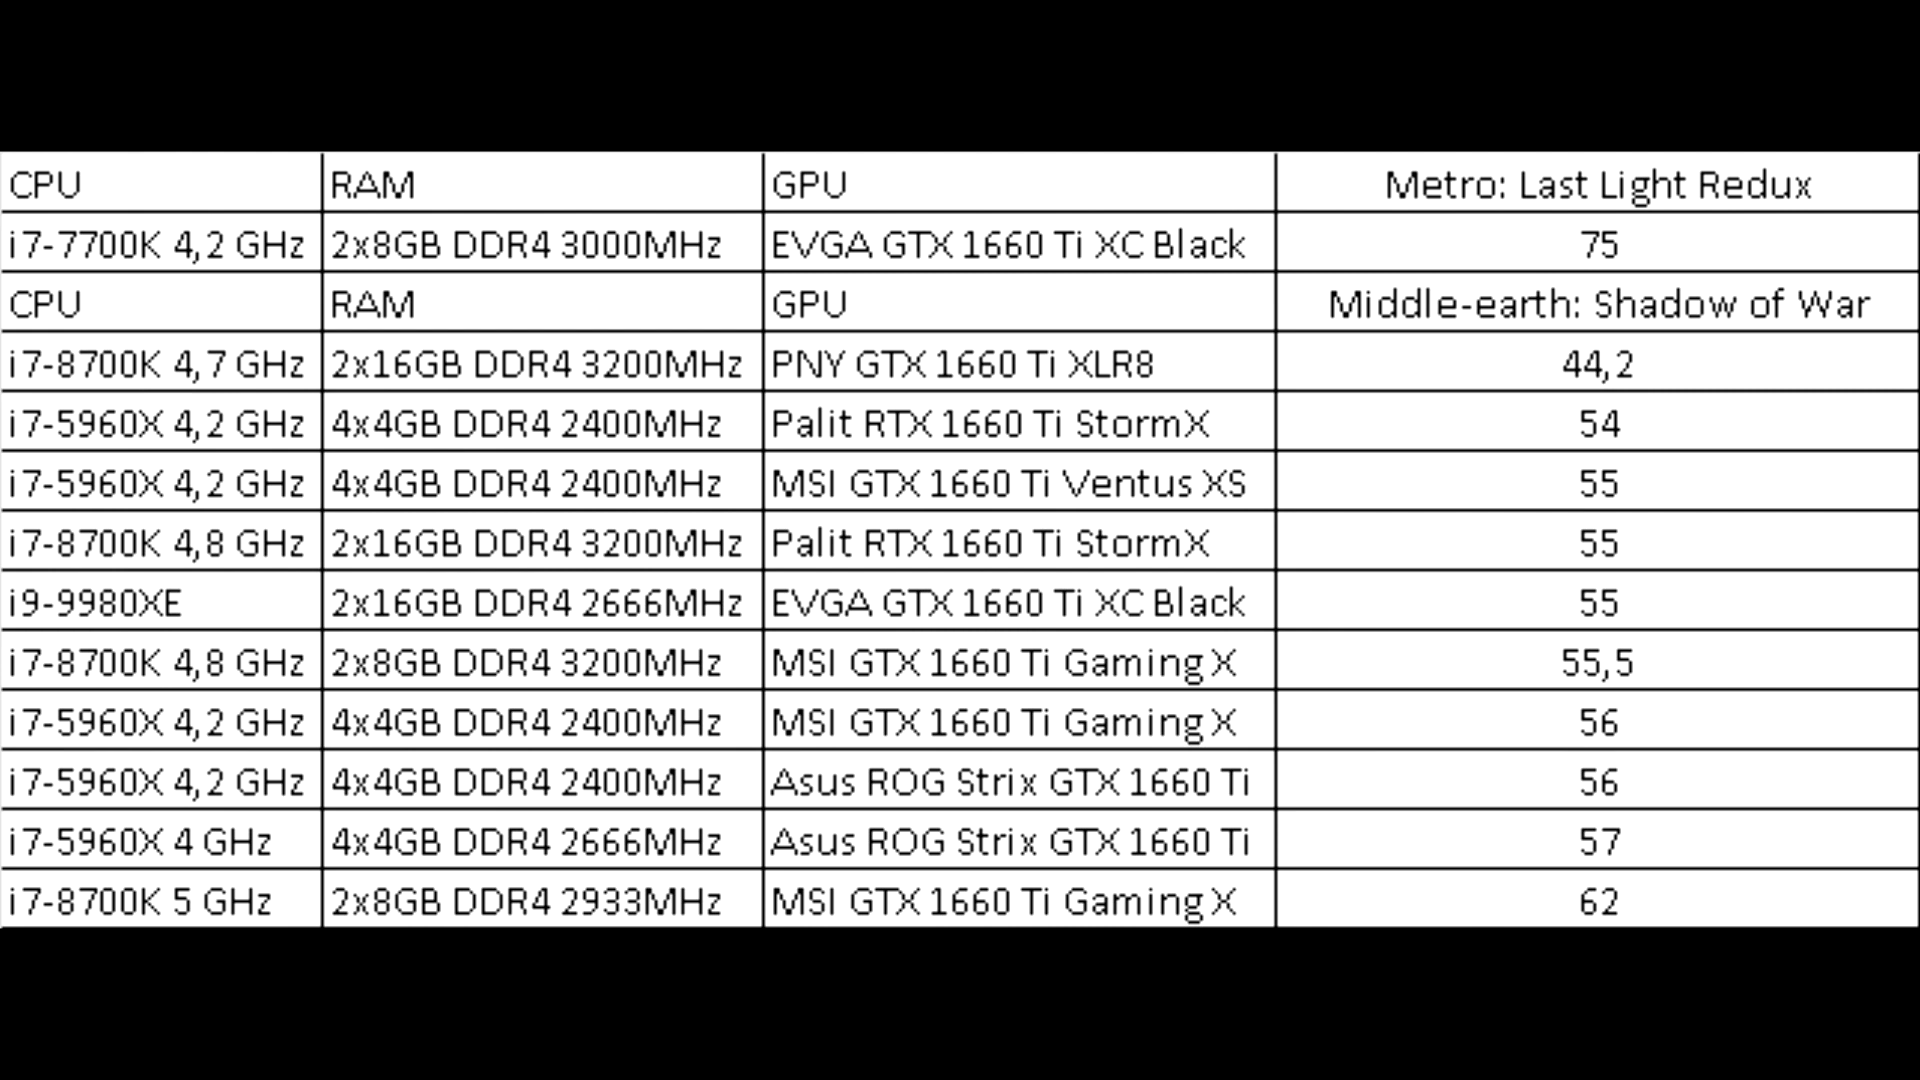 CPU RAM GPU Metro: Last Light Redux
i7-7700K 4,2 GHz 2x8GB DDR4 3000MHz EVGA GTX 1660 Ti XC Black 75
CPU RAM GPU Middle-earth: Shadow of War
i7-8700K 4,7 GHz 2x16GB DDR4 3200MHz PNY GTX 1660 Ti XLR8 44,2
i7-5960X 4,2 GHz 4x4GB DDR4 2400MHz Palit RTX 1660 Ti StormX 54
i7-5960X 4,2 GHz 4x4GB DDR4 2400MHz MSI GTX 1660 Ti Ventus XS 55
i7-8700K 4,8 GHz 2x16GB DDR4 3200MHz Palit RTX 1660 Ti StormX 55
i9-9980XE 2x16GB DDR4 2666MHz EVGA GTX 1660 Ti XC Black 55
i7-8700K 4,8 GHz 2x8GB DDR4 3200MHz MSI GTX 1660 Ti Gaming X 55,5
i7-5960X 4,2 GHz 4x4GB DDR4 2400MHz MSI GTX 1660 Ti Gaming X 56
i7-5960X 4,2 GHz 4x4GB DDR4 2400MHz Asus ROG Strix GTX 1660 Ti 56
i7-5960X 4 GHz 4x4GB DDR4 2666MHz Asus ROG Strix GTX 1660 Ti 57
i7-8700K 5 GHz 2x8GB DDR4 2933MHz MSI GTX 1660 Ti Gaming X 62